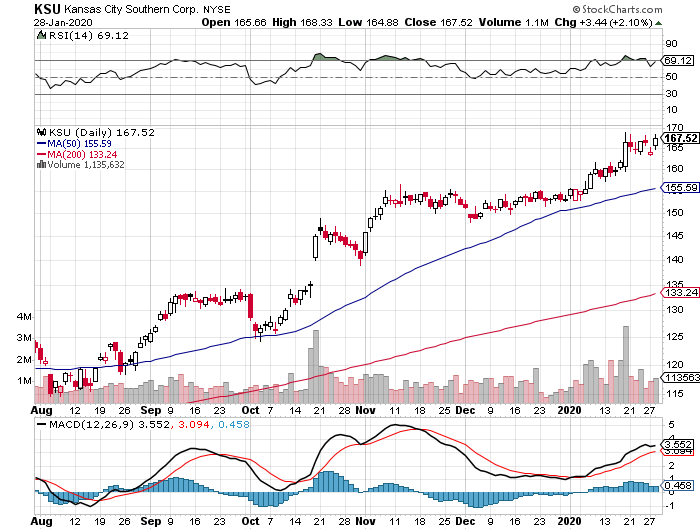 KSU Kansas City Southern Corp. NYSE © StockCharts.com
28-Jan-2020 Open 165.66 High 168.33 Low 164.88 Close 167.52 Volume 1.1M Chg +3.44 (+2.10%)
RSI(14) 69.12
90
69.12
50
30
10
KSU (Daily) 167.52
MA(50) 155.59
MA(200) 133.24
Volume 1,135,632
170
167.52
165
160
155.59
150
145
140
135
133.24
130
125
120
115
113563
4M
3M
2M
1M
Aug 12 19 26 Sep 9 16 23 Oct 7 14 21 28 Nov 11 18 25 Dec 9 16 23 2020 13 21 27
MACD(12,26,9) 3.552, 3.094, 0.458
5
4
3.552
3.094
2
1
0.458
0
-1
Aug 12 19 26 Sep 9 16 23 Oct 7 14 21 28 Nov 11 18 25 Dec 9 16 23 2020 13 21 27